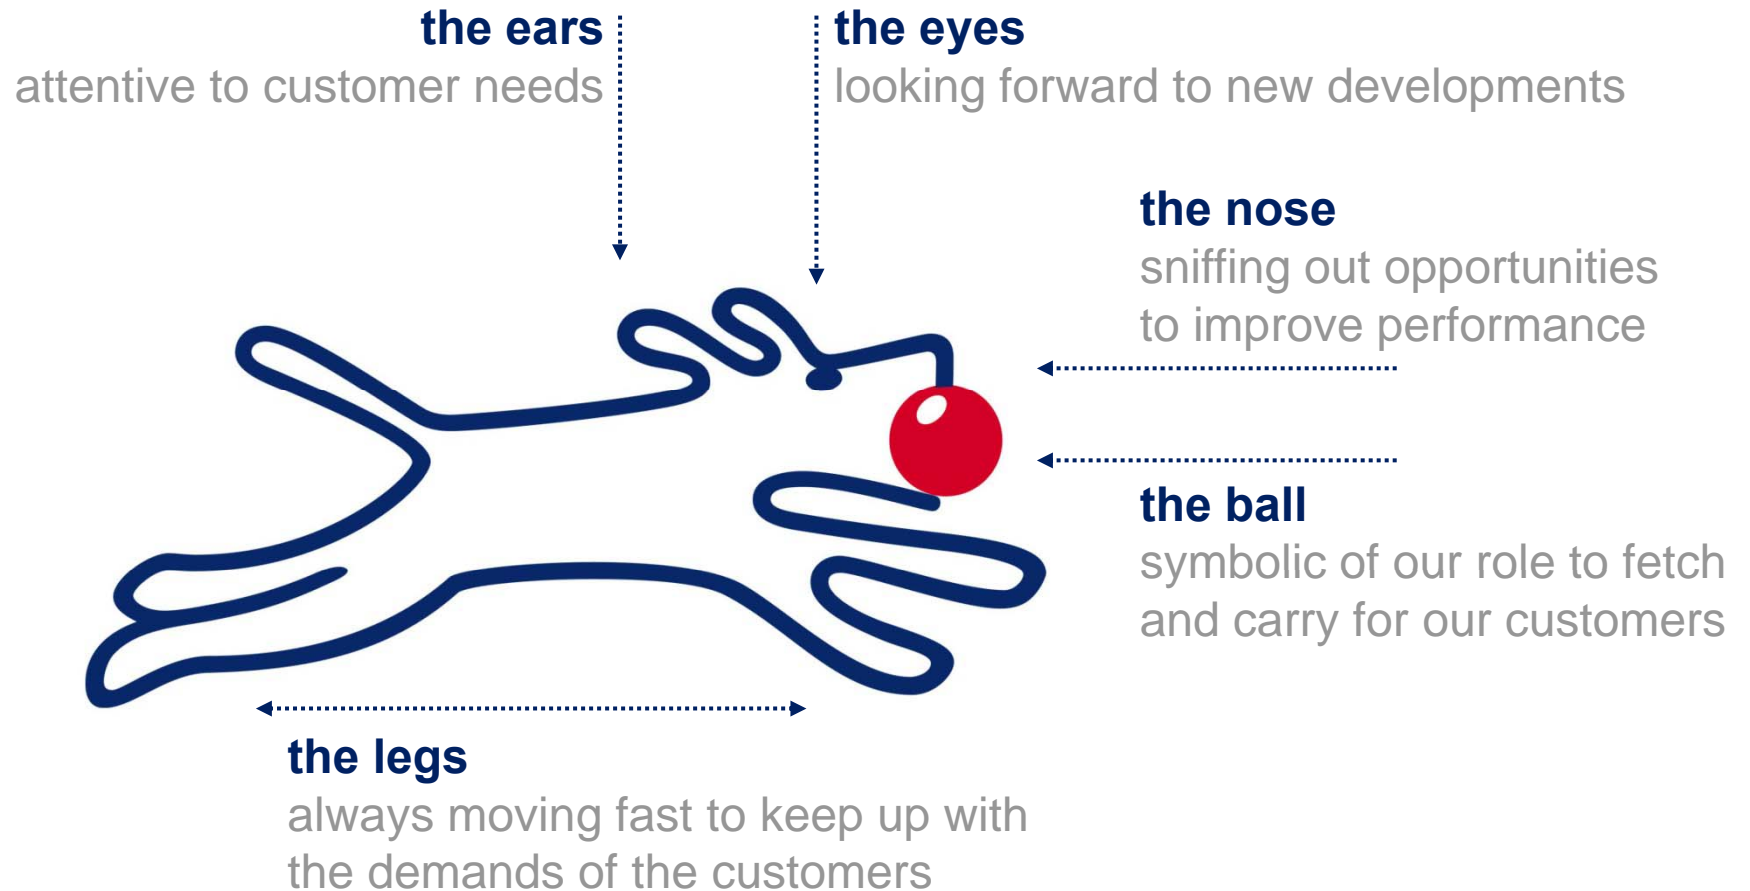 the ears
attentive to customer needs
the eyes
looking forward to new developments
the nose
sniffing out opportunities
to improve performance
the ball
symbolic of our role to fetch
and carry for our customers
the legs
always moving fast to keep up with
the demands of the customers